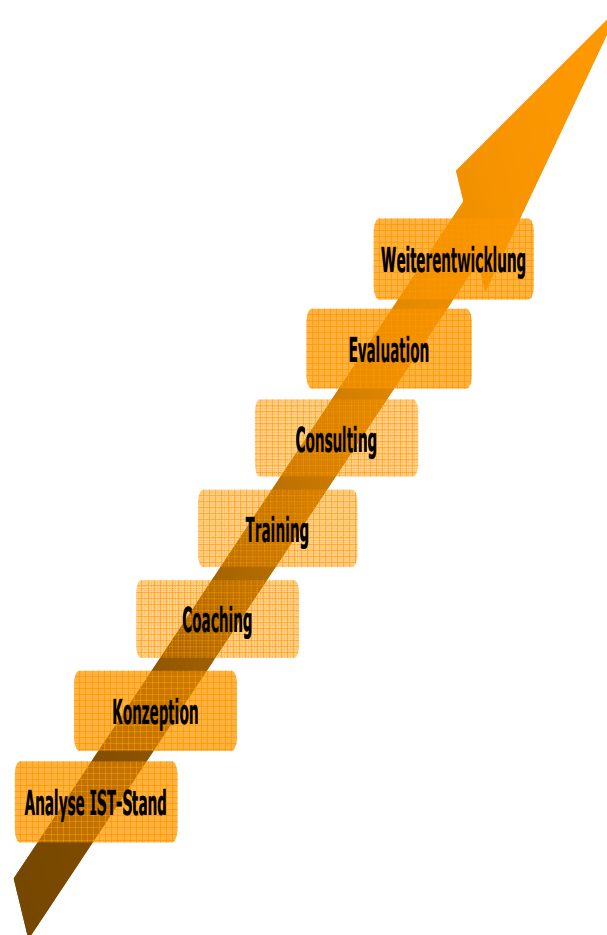 Weiterentwicklung
Evaluation
Consulting
Training
Coaching
Konzeption
Analyse IST-Stand